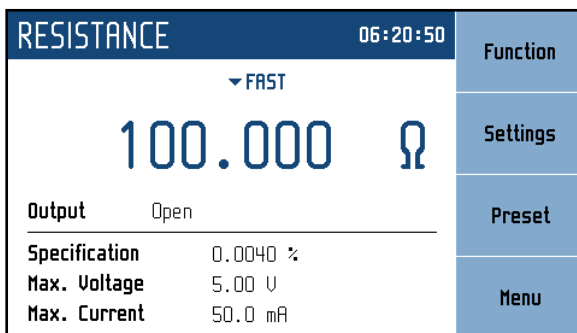 RESISTANCE 06:20:50
▾FAST
100.000 Ω
Output Open
Specification 0.0040 %
Max. Voltage 5.00 V
Max. Current 50.0 mA
Function
Settings
Preset
Menu